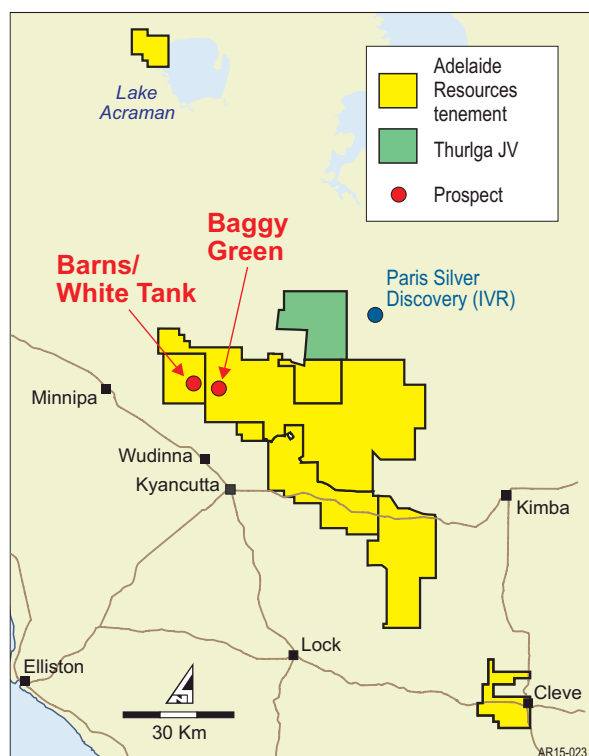 Lake
Acraman
Adelaide
Resources
tenement
Thurlga JV
Prospect
Baggy
Green
Barns/
White Tank
Paris Silver
Discovery (IVR)
Minnipa
Wudinna
Kyancutta
Kimba
Lock
Elliston
Cleve
30 Km
AR15-023